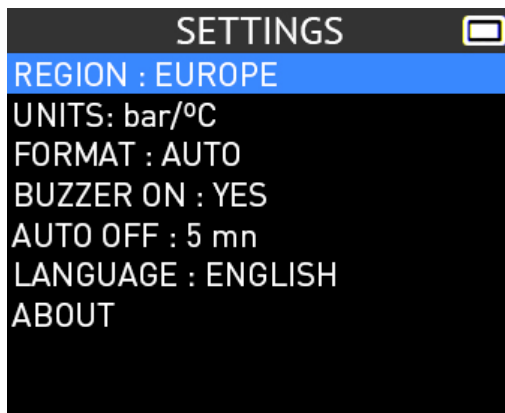 SETTINGS
REGION : EUROPE
UNITS: bar/ºC
FORMAT : AUTO
BUZZER ON : YES
AUTO OFF : 5 mn
LANGUAGE : ENGLISH
ABOUT